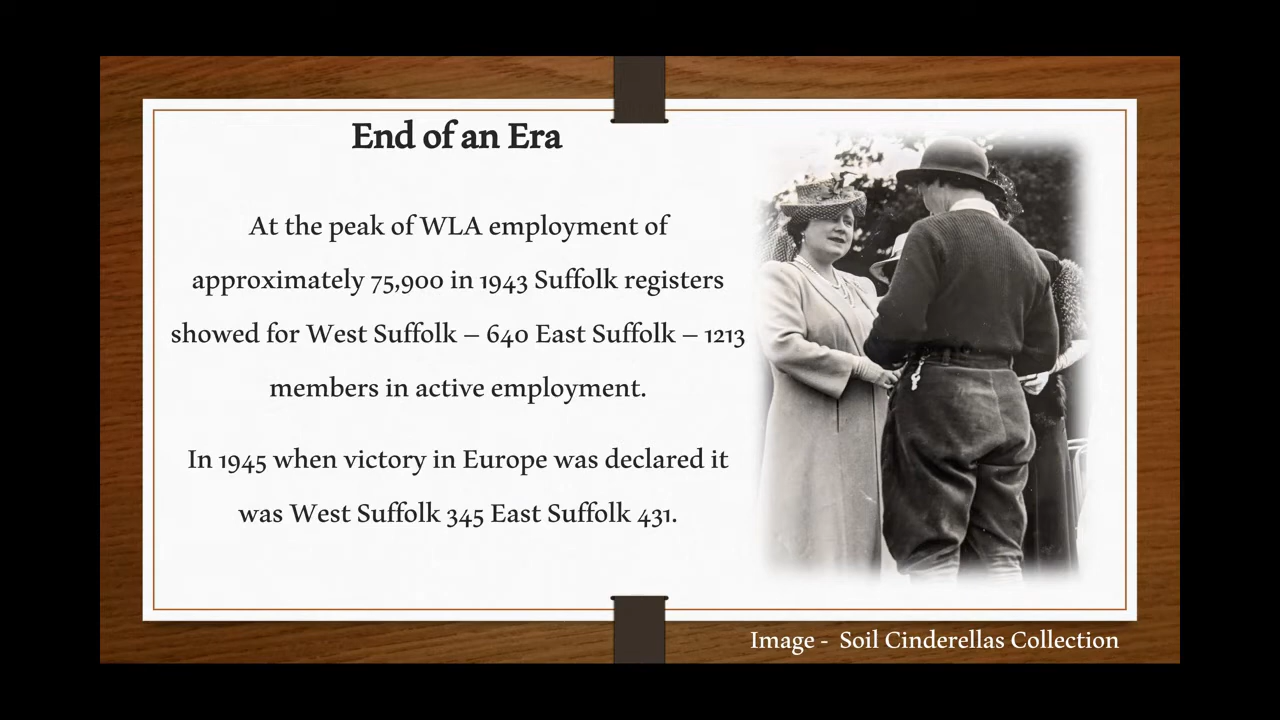 End of an Era
At the peak of WLA employment of
approximately 75,900 in 1943 Suffolk registers
showed for West Suffolk – 640 East Suffolk – 1213
members in active employment.
In 1945 when victory in Europe was declared it
was West Suffolk 345 East Suffolk 431.
Image -  Soil Cinderellas Collection